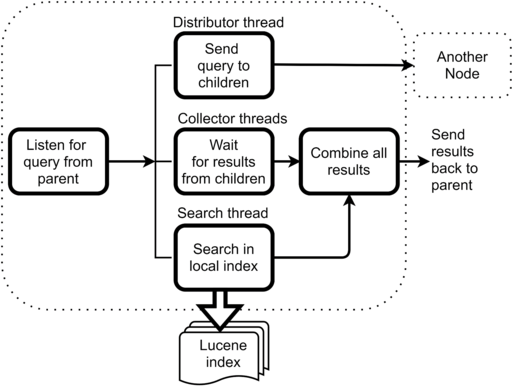 Distributor thread
Send
query to
children
Another
Node
Collector threads
Listen for
query from
parent
Wait
for results
from children
Combine all
results
Send
results
back to
parent
Search thread
Search in
local index
Lucene
index